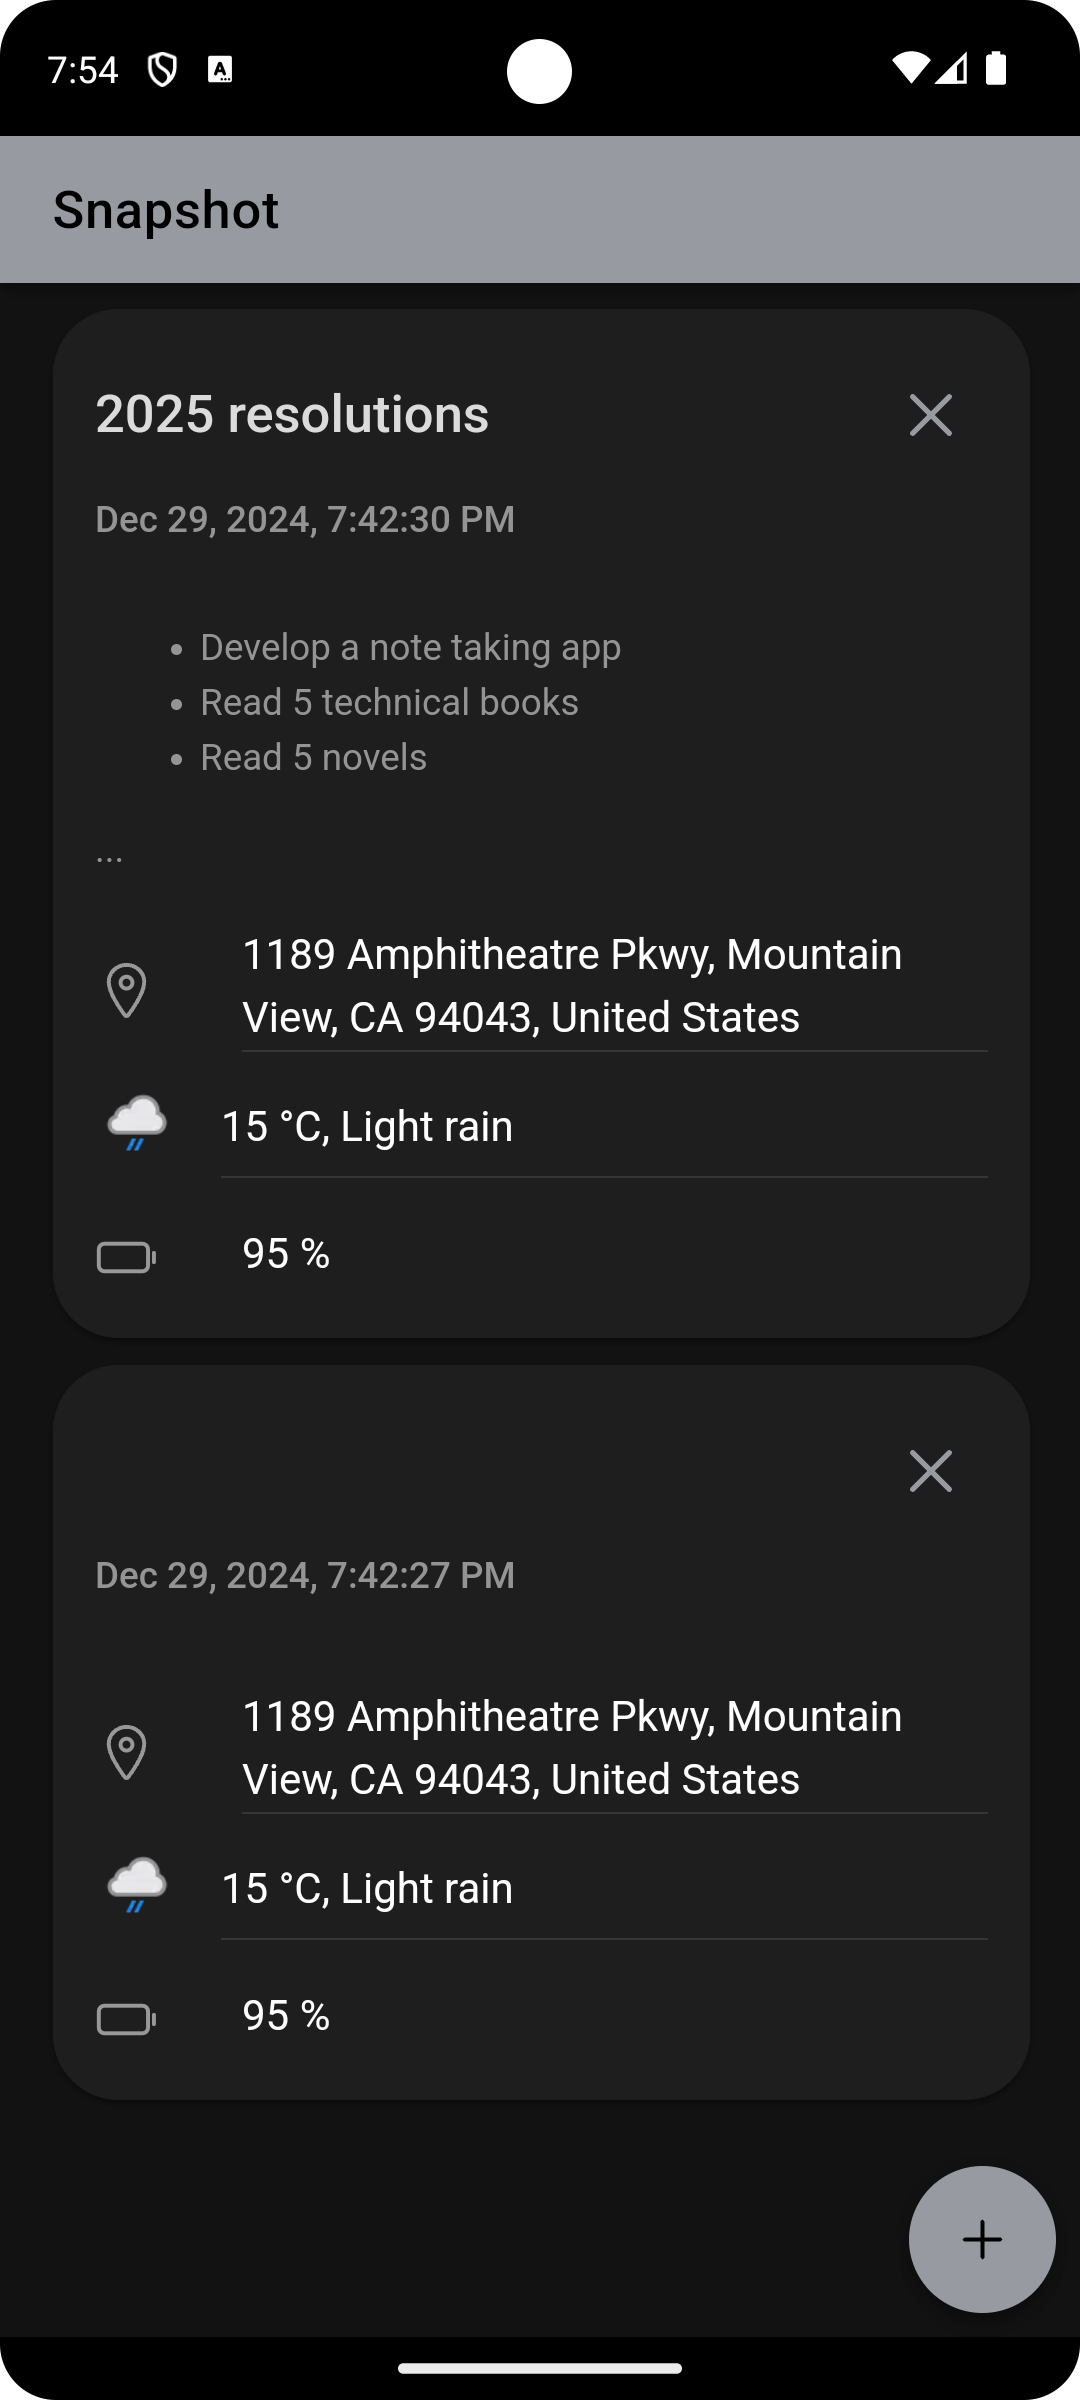 7:54
Snapshot
2025 resolutions
Dec 29, 2024, 7:42:30 PM
• Develop a note taking app
• Read 5 technical books
• Read 5 novels
...
1189 Amphitheatre Pkwy, Mountain
View, CA 94043, United States
15 °C, Light rain
95 %
Dec 29, 2024, 7:42:27 PM
1189 Amphitheatre Pkwy, Mountain
View, CA 94043, United States
15 °C, Light rain
95 %